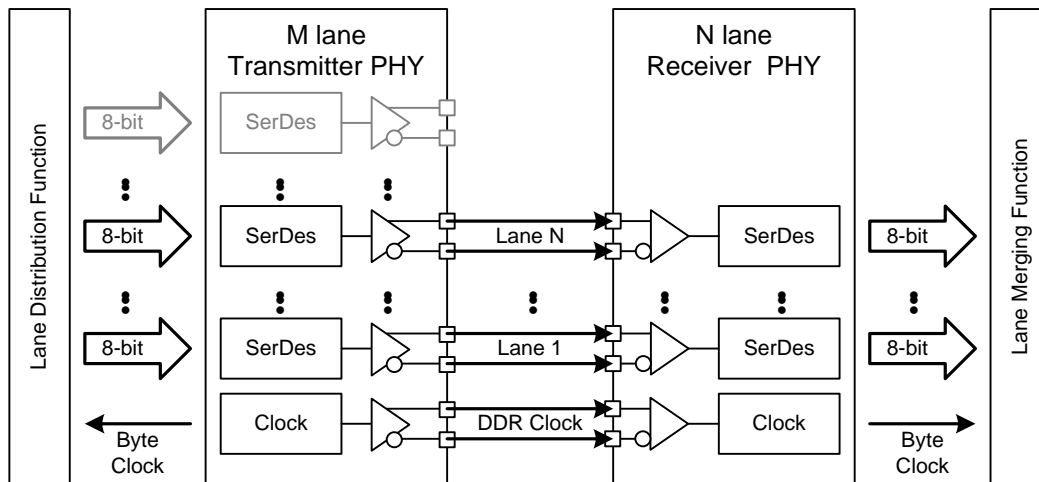 Lane Distribution Function
M lane
Transmitter PHY
N lane
Receiver PHY
Lane Merging Function
8-bit
SerDes
8-bit
SerDes
Lane N
SerDes
8-bit
8-bit
SerDes
Lane 1
SerDes
8-bit
Byte
Clock
Clock
DDR Clock
Clock
Byte
Clock